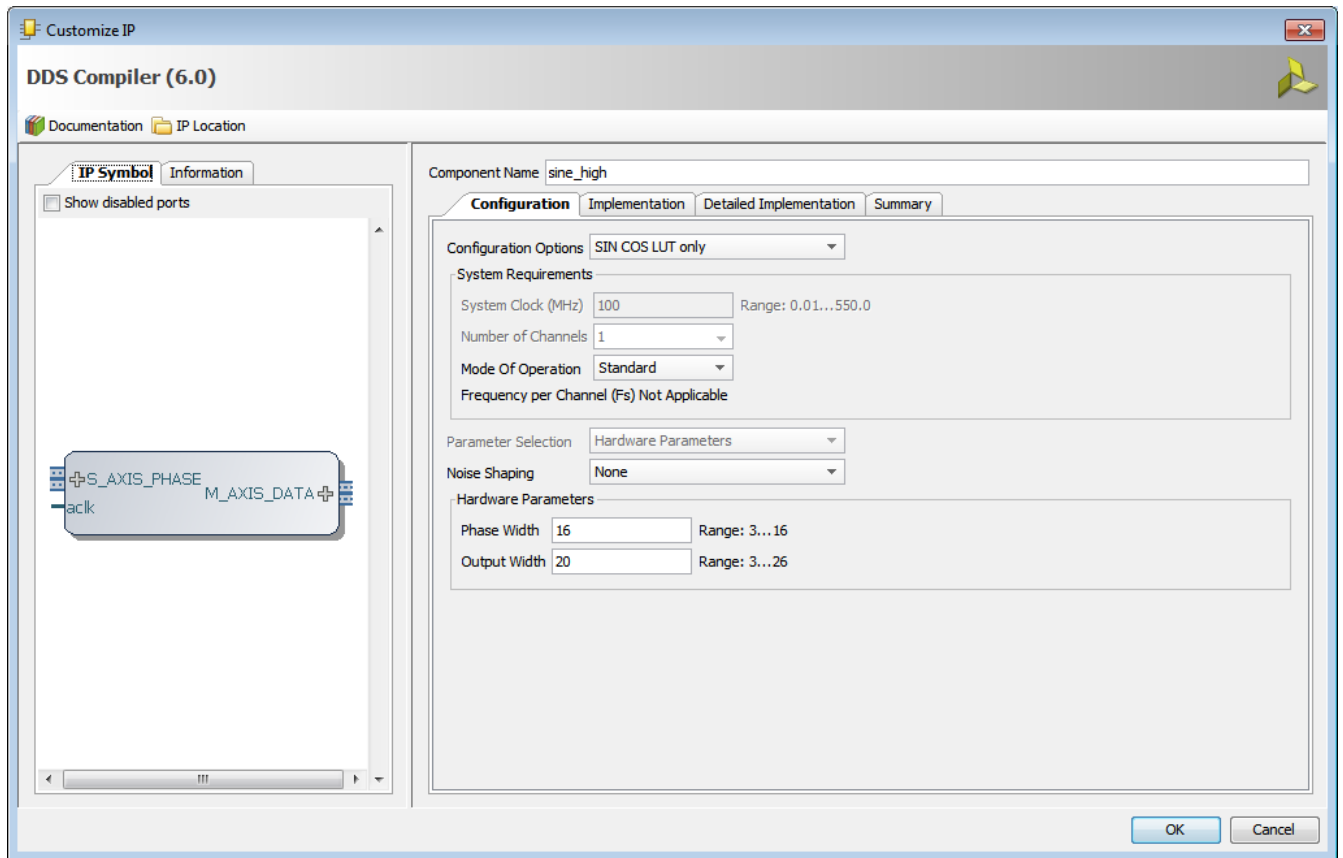 Customize IP
DDS Compiler (6.0)
Documentation IP Location
IP Symbol Information
Show disabled ports
S_AXIS_PHASE
M_AXIS_DATA
aclk
Component Name sine_high
Configuration Implementation Detailed Implementation Summary
Configuration Options SIN COS LUT only
System Requirements
System Clock (MHz) 100 Range: 0.01...550.0
Number of Channels 1
Mode Of Operation Standard
Frequency per Channel (Fs) Not Applicable
Parameter Selection Hardware Parameters
Noise Shaping None
Hardware Parameters
Phase Width 16 Range: 3...16
Output Width 20 Range: 3...26
OK Cancel